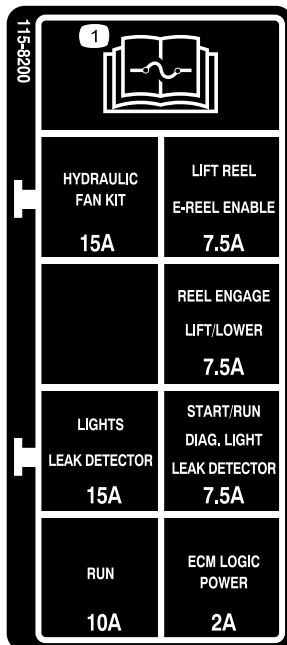 115-8200
1
HYDRAULIC
FAN KIT
15A
LIFT REEL
E-REEL ENABLE
7.5A
REEL ENGAGE
LIFT/LOWER
7.5A
LIGHTS
LEAK DETECTOR
15A
START/RUN
DIAG. LIGHT
LEAK DETECTOR
7.5A
RUN
10A
ECM LOGIC
POWER
2A